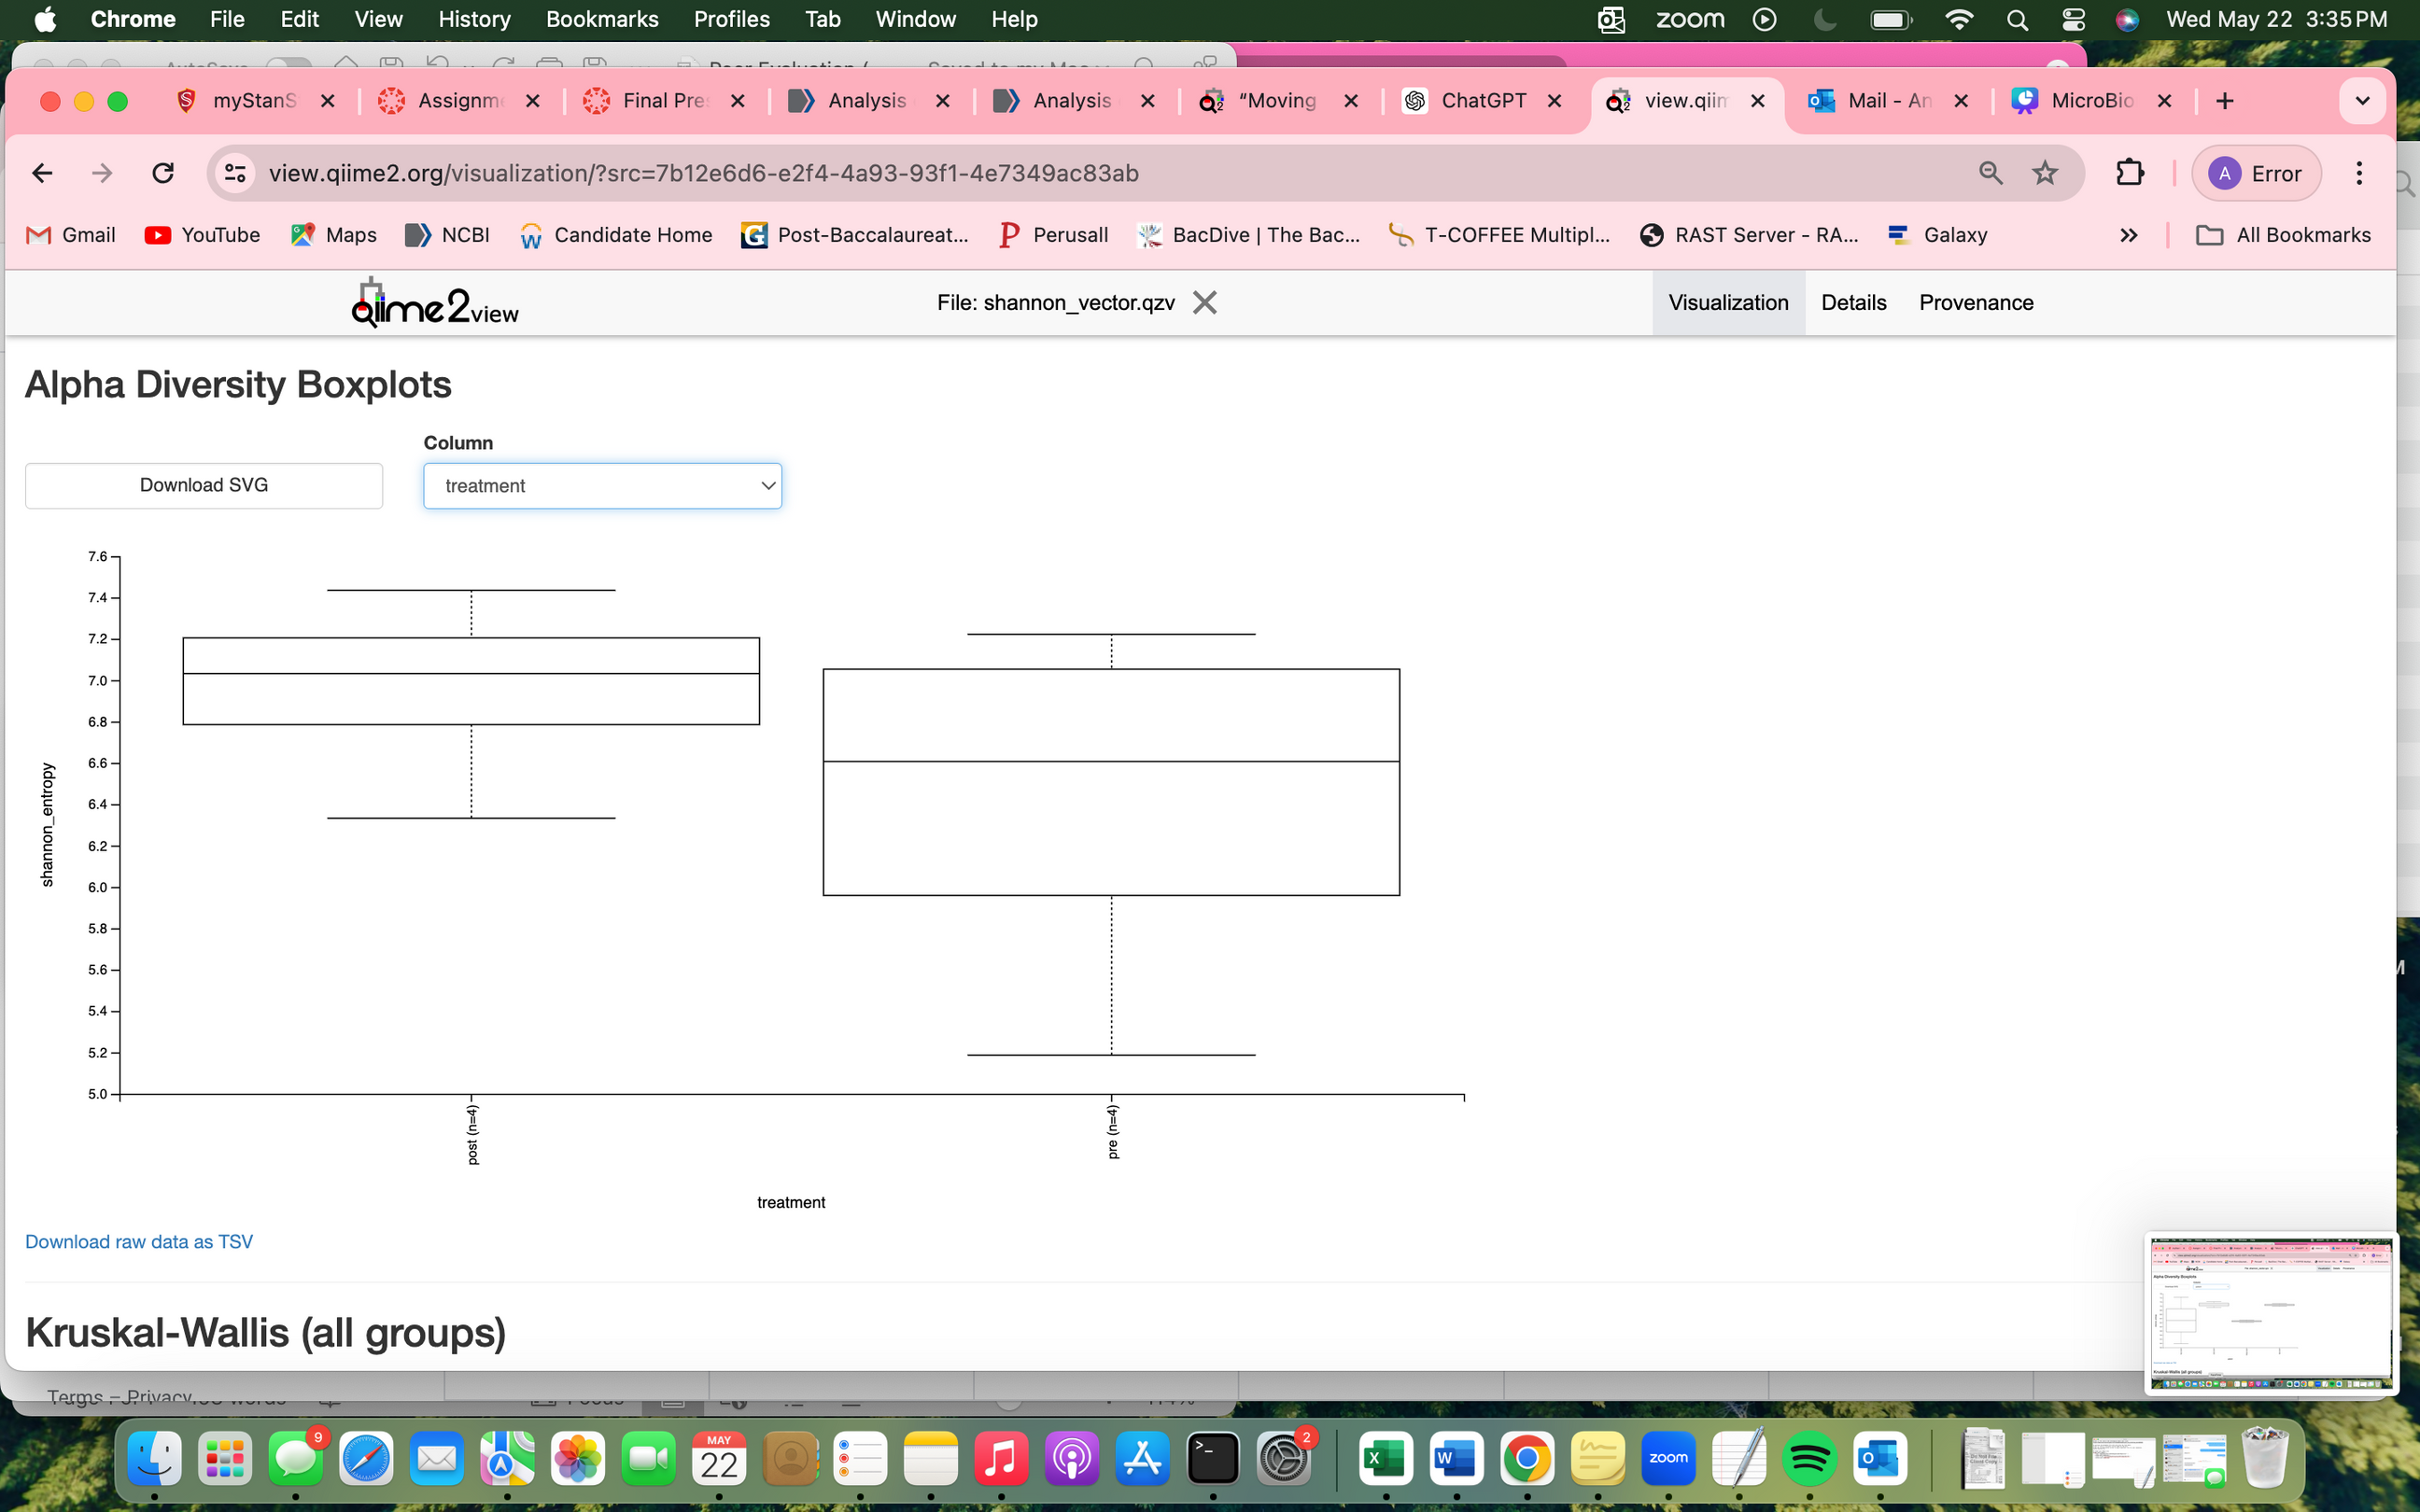 Chrome File Edit View History Bookmarks Profiles Tab Window Help zoom Wed May 22 3:35 PM
myStanS Assignme Final Pre Analysis Analysis “Moving ChatGPT view.qiim Mail - An MicroBio
view.qiime2.org/visualization/?src=7b12e6d6-e2f4-4a93-93f1-4e7349ac83ab A Error
Gmail YouTube Maps NCBI Candidate Home Post-Baccalaureat... Perusall BacDive | The Bac... T-COFFEE Multipl... RAST Server - RA... Galaxy » All Bookmarks
qiime2view File: shannon_vector.qzv Visualization Details Provenance
Alpha Diversity Boxplots
Column
Download SVG treatment
7.6
7.4
7.2
7.0
6.8
6.6
6.4
6.2
6.0
5.8
5.6
5.4
5.2
5.0
shannon_entropy
post (n=4) pre (n=4)
treatment
Download raw data as TSV
Kruskal-Wallis (all groups)
Terms – Privacy
9 MAY 22 2 zoom